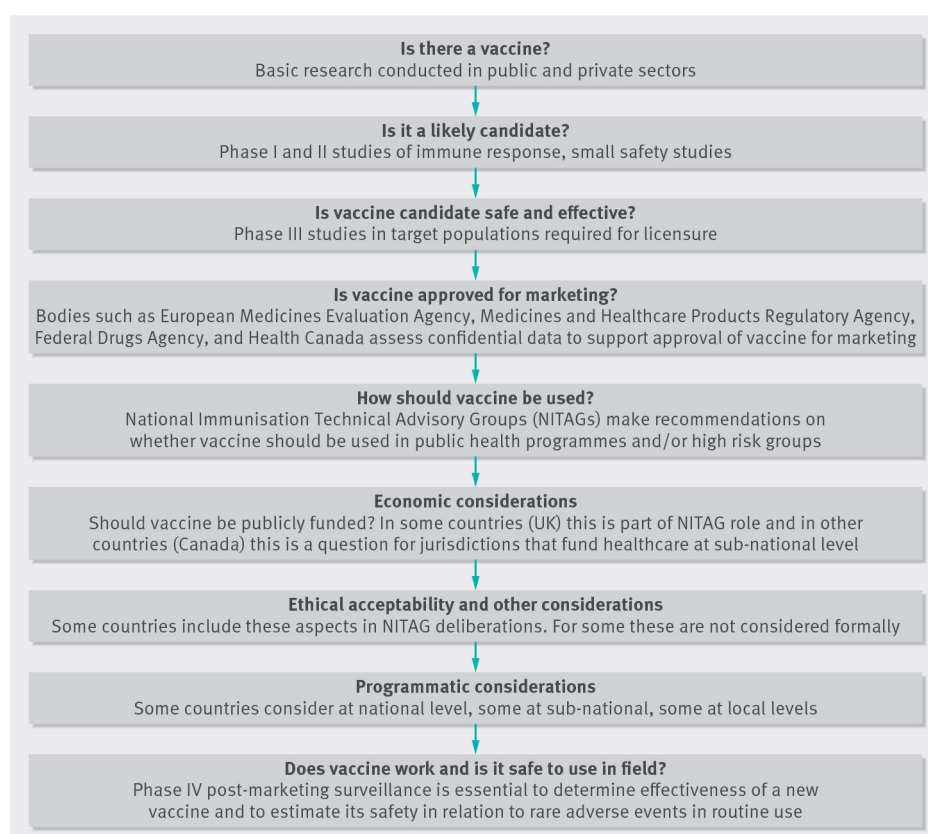 Is there a vaccine?
Basic research conducted in public and private sectors
Is it a likely candidate?
Phase I and II studies of immune response, small safety studies
Is vaccine candidate safe and effective?
Phase III studies in target populations required for licensure
Is vaccine approved for marketing?
Bodies such as European Medicines Evaluation Agency, Medicines and Healthcare Products Regulatory Agency,
Federal Drugs Agency, and Health Canada assess confidential data to support approval of vaccine for marketing
How should vaccine be used?
National Immunisation Technical Advisory Groups (NITAGs) make recommendations on
whether vaccine should be used in public health programmes and/or high risk groups
Economic considerations
Should vaccine be publicly funded? In some countries (UK) this is part of NITAG role and in other
countries (Canada) this is a question for jurisdictions that fund healthcare at sub-national level
Ethical acceptability and other considerations
Some countries include these aspects in NITAG deliberations. For some these are not considered formally
Programmatic considerations
Some countries consider at national level, some at sub-national, some at local levels
Does vaccine work and is it safe to use in field?
Phase IV post-marketing surveillance is essential to determine effectiveness of a new
vaccine and to estimate its safety in relation to rare adverse events in routine use